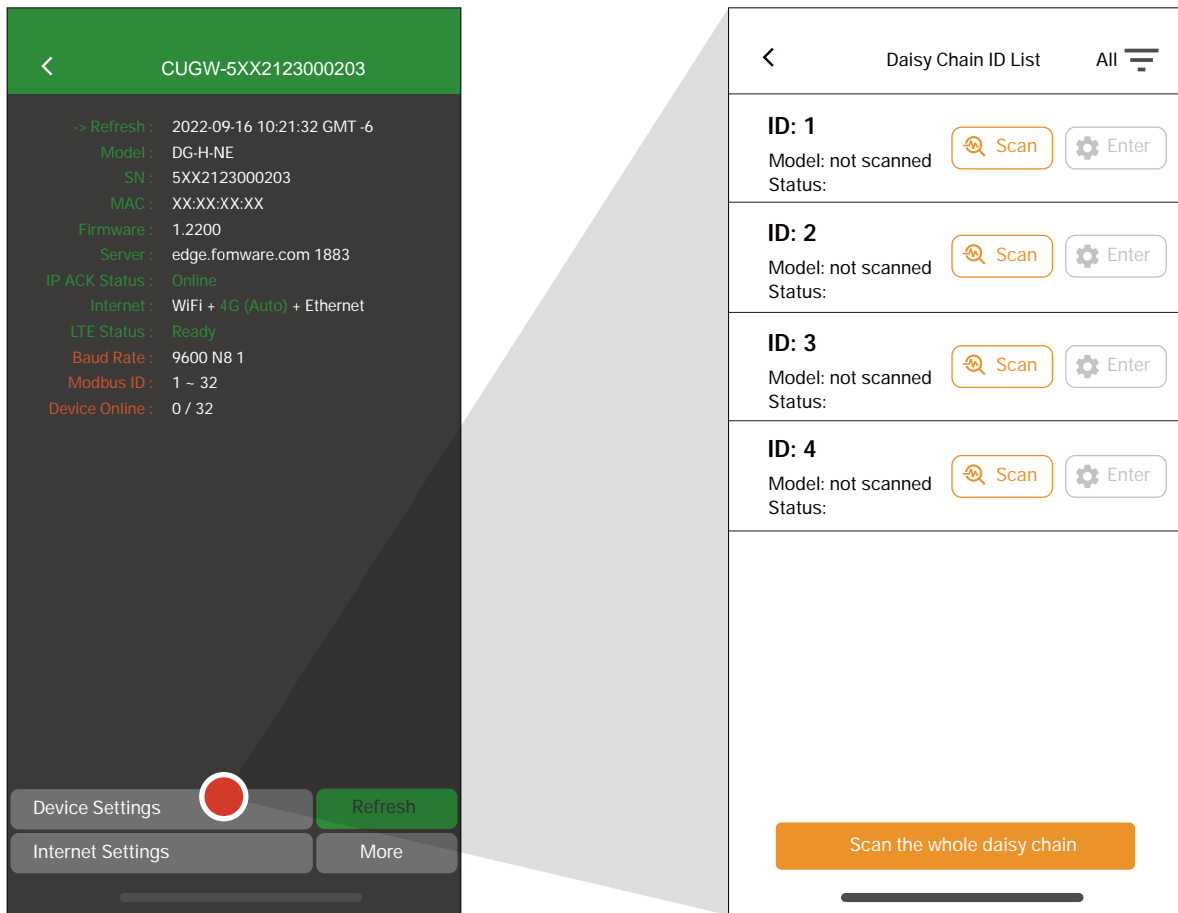 CUGW-5XX2123000203
-> Refresh : 2022-09-16 10:21:32 GMT -6
Model : DG-H-NE
SN : 5XX2123000203
MAC : XX:XX:XX:XX
Firmware : 1.2200
Server : edge.fomware.com 1883
IP ACK Status : Online
Internet : WiFi + 4G (Auto) + Ethernet
LTE Status : Ready
Baud Rate : 9600 N8 1
Modbus ID : 1 ~ 32
Device Online : 0 / 32
Device Settings
Refresh
Internet Settings
More
Daisy Chain ID List
All
ID: 1
Model: not scanned
Status:
Scan
Enter
ID: 2
Model: not scanned
Status:
Scan
Enter
ID: 3
Model: not scanned
Status:
Scan
Enter
ID: 4
Model: not scanned
Status:
Scan
Enter
Scan the whole daisy chain